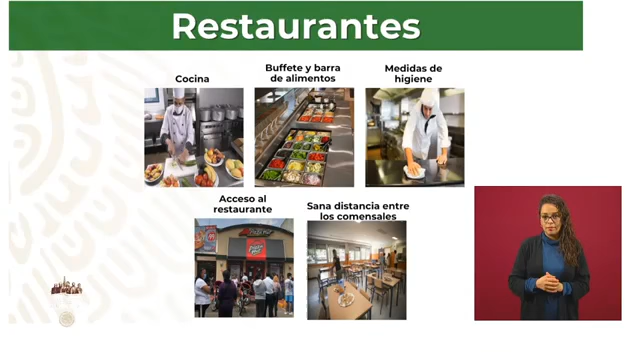 Restaurantes
Cocina
Buffete y barra
de alimentos
Medidas de
higiene
Acceso al
restaurante
Sana distancia entre
los comensales